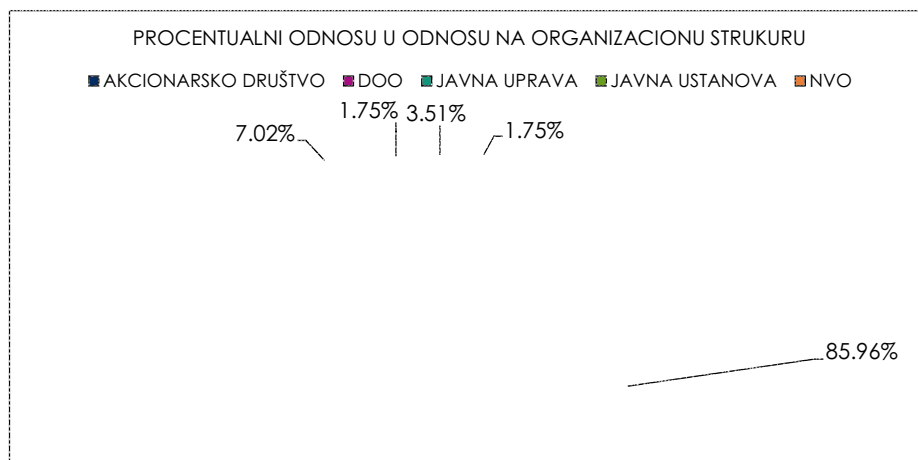 PROCENTUALNI ODNOSU U ODNOSU NA ORGANIZACIONU STRUKURU
AKCIONARSKO DRUŠTVO DOO JAVNA UPRAVA JAVNA USTANOVA NVO
7.02% 1.75% 3.51% 1.75%
85.96%